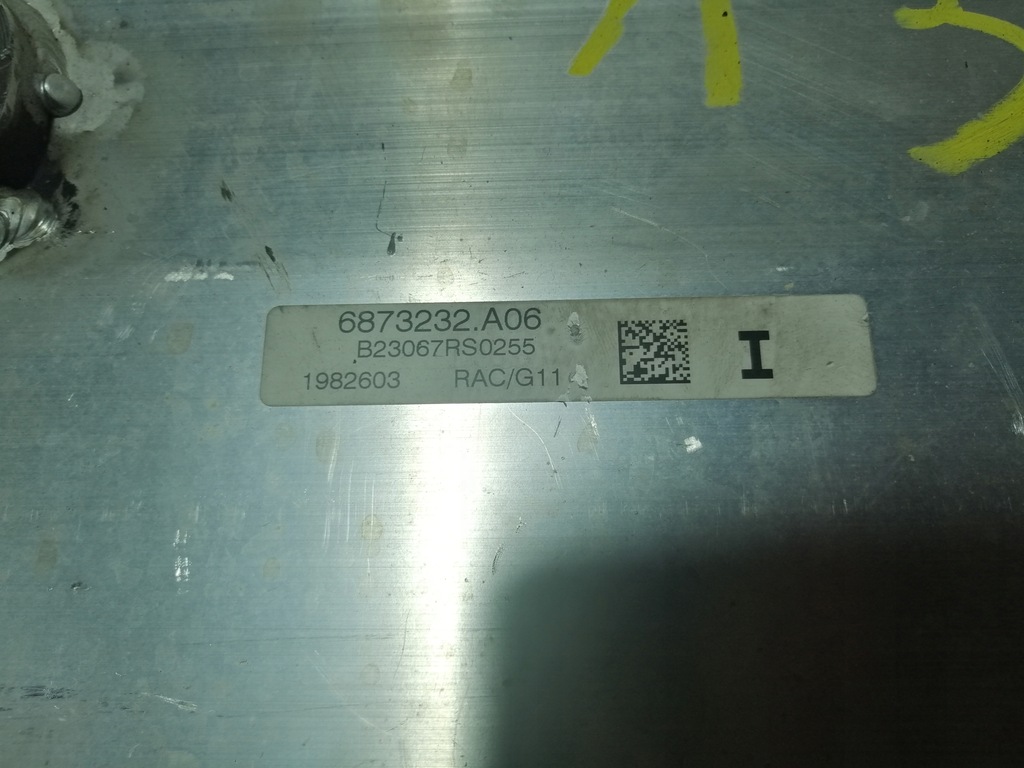 6873232.A06
B23067RS0255
1982603 RAC/G11
I